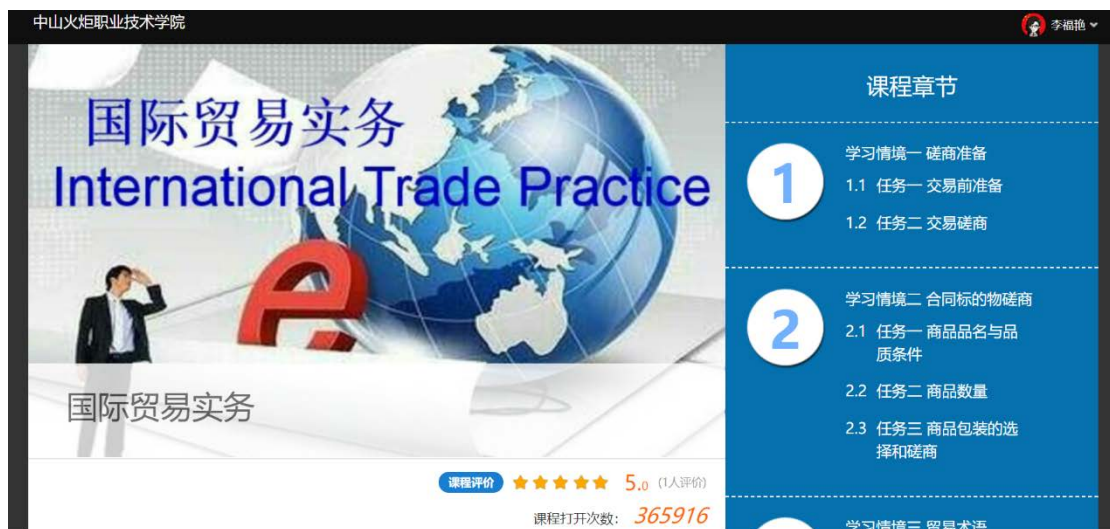 中山火炬职业技术学院
李福艳
国际贸易实务
International Trade Practice
国际贸易实务
课程评价
5.0 (1人评价)
课程打开次数: 365916
课程章节
1
学习情境一 磋商准备
1.1 任务一 交易前准备
1.2 任务二 交易磋商
2
学习情境二 合同标的物磋商
2.1 任务一 商品品名与品
质条件
2.2 任务二 商品数量
2.3 任务三 商品包装的选
择和磋商
学习情境三 贸易术语